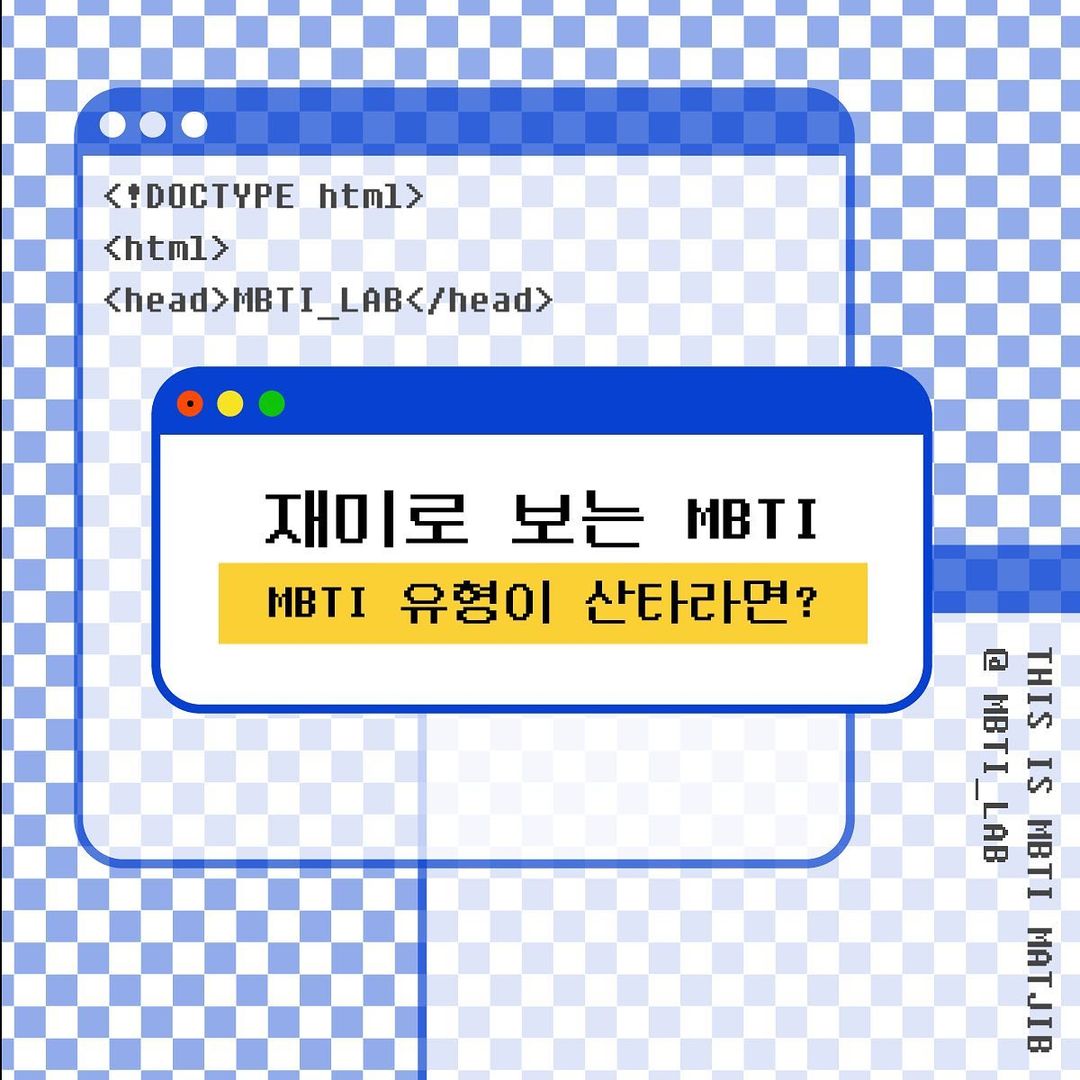 <!DOCTYPE html>
<html>
<head>MBTI_LAB</head>
재미로 보는 MBTI
MBTI 유형이 산타라면?
THIS IS MBTI MATJIB
@ MBTI_LAB